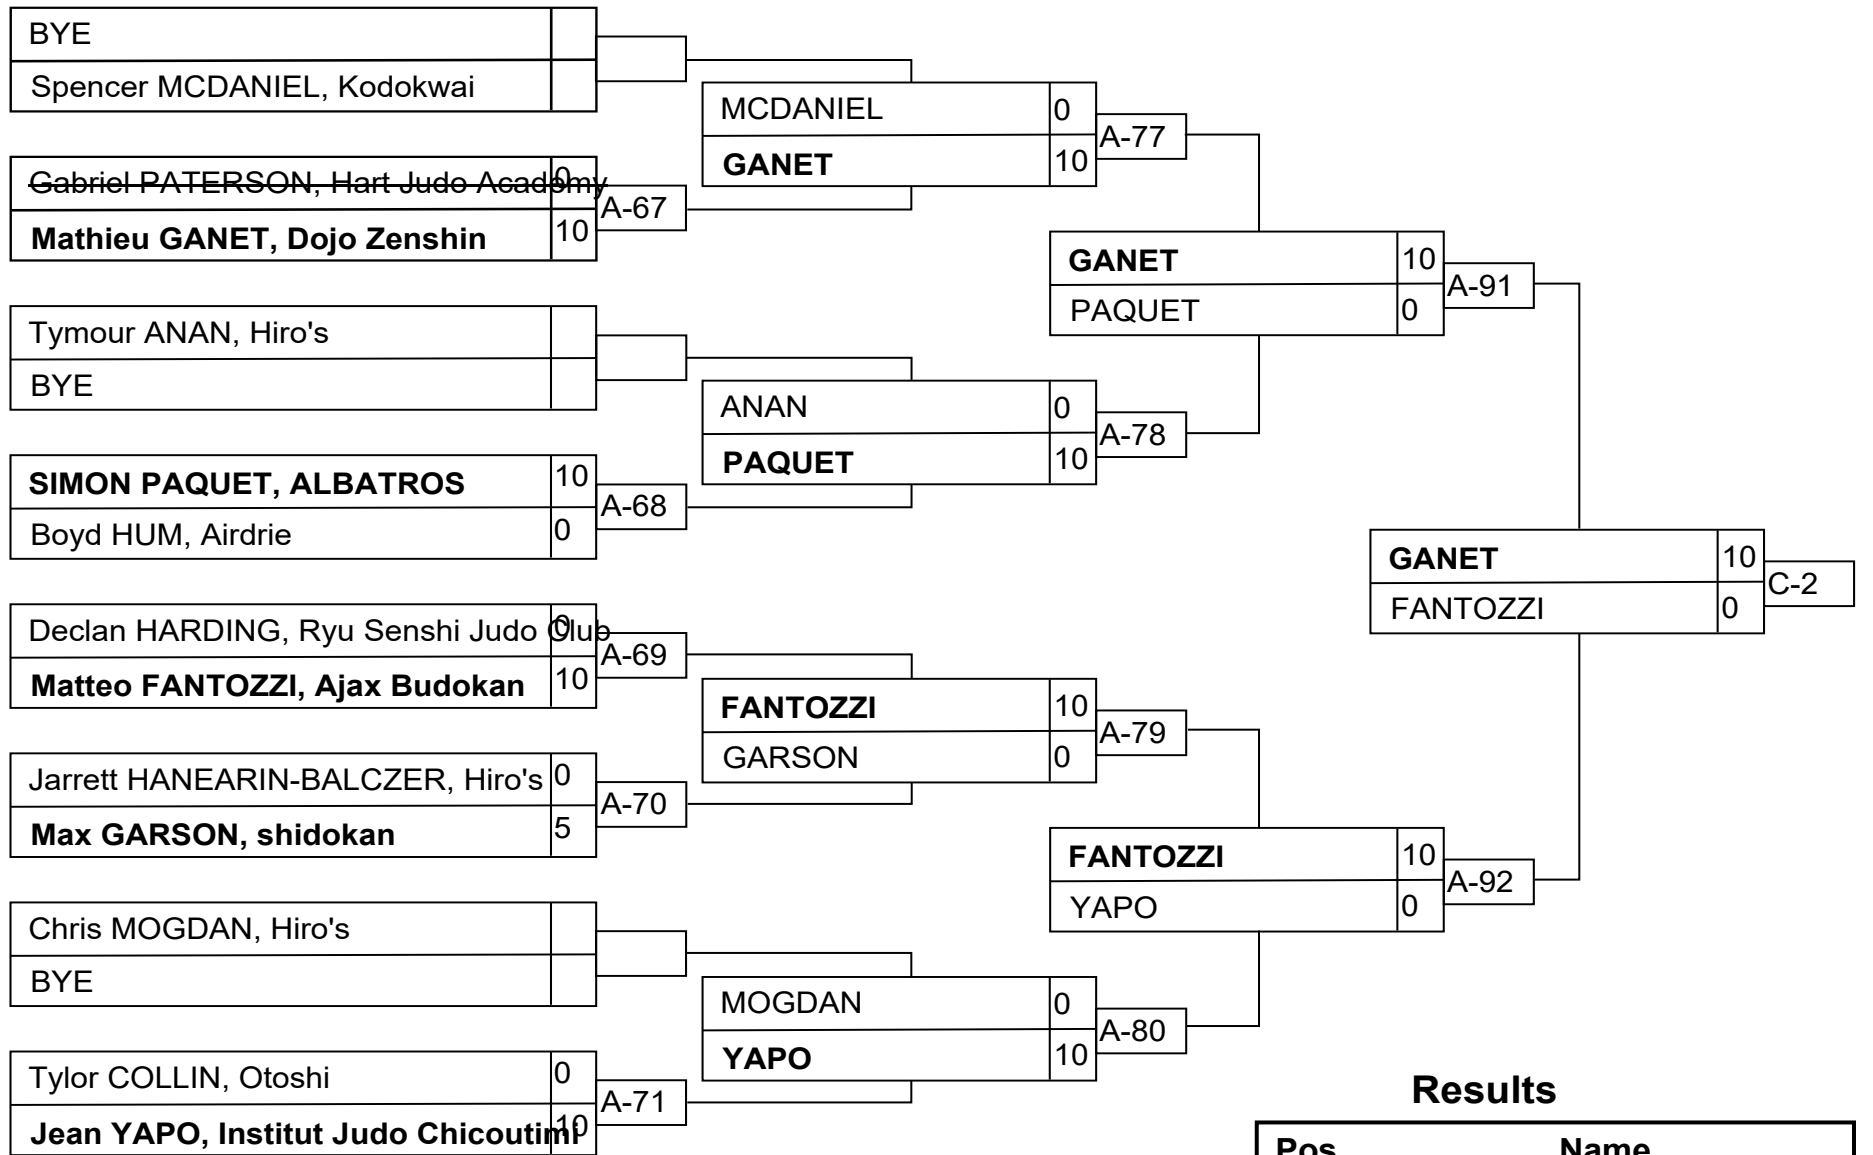 BYE
Spencer MCDANIEL, Kodokwai
Gabriel PATERSON, Hart Judo Academy 0
Mathieu GANET, Dojo Zenshin 10
A-67
Tymour ANAN, Hiro's
BYE
SIMON PAQUET, ALBATROS 10
Boyd HUM, Airdrie 0
A-68
Declan HARDING, Ryu Senshi Judo Club 0
Matteo FANTOZZI, Ajax Budokan 10
A-69
Jarrett HANEARIN-BALCZER, Hiro's 0
Max GARSON, shidokan 5
A-70
Chris MOGDAN, Hiro's
BYE
Tylor COLLIN, Otoshi 0
Jean YAPO, Institut Judo Chicoutimi 10
A-71
MCDANIEL 0
GANET 10
A-77
ANAN 0
PAQUET 10
A-78
FANTOZZI 10
GARSON 0
A-79
MOGDAN 0
YAPO 10
A-80
GANET 10
PAQUET 0
A-91
FANTOZZI 10
YAPO 0
A-92
GANET 10
FANTOZZI 0
C-2
Results
Pos Name